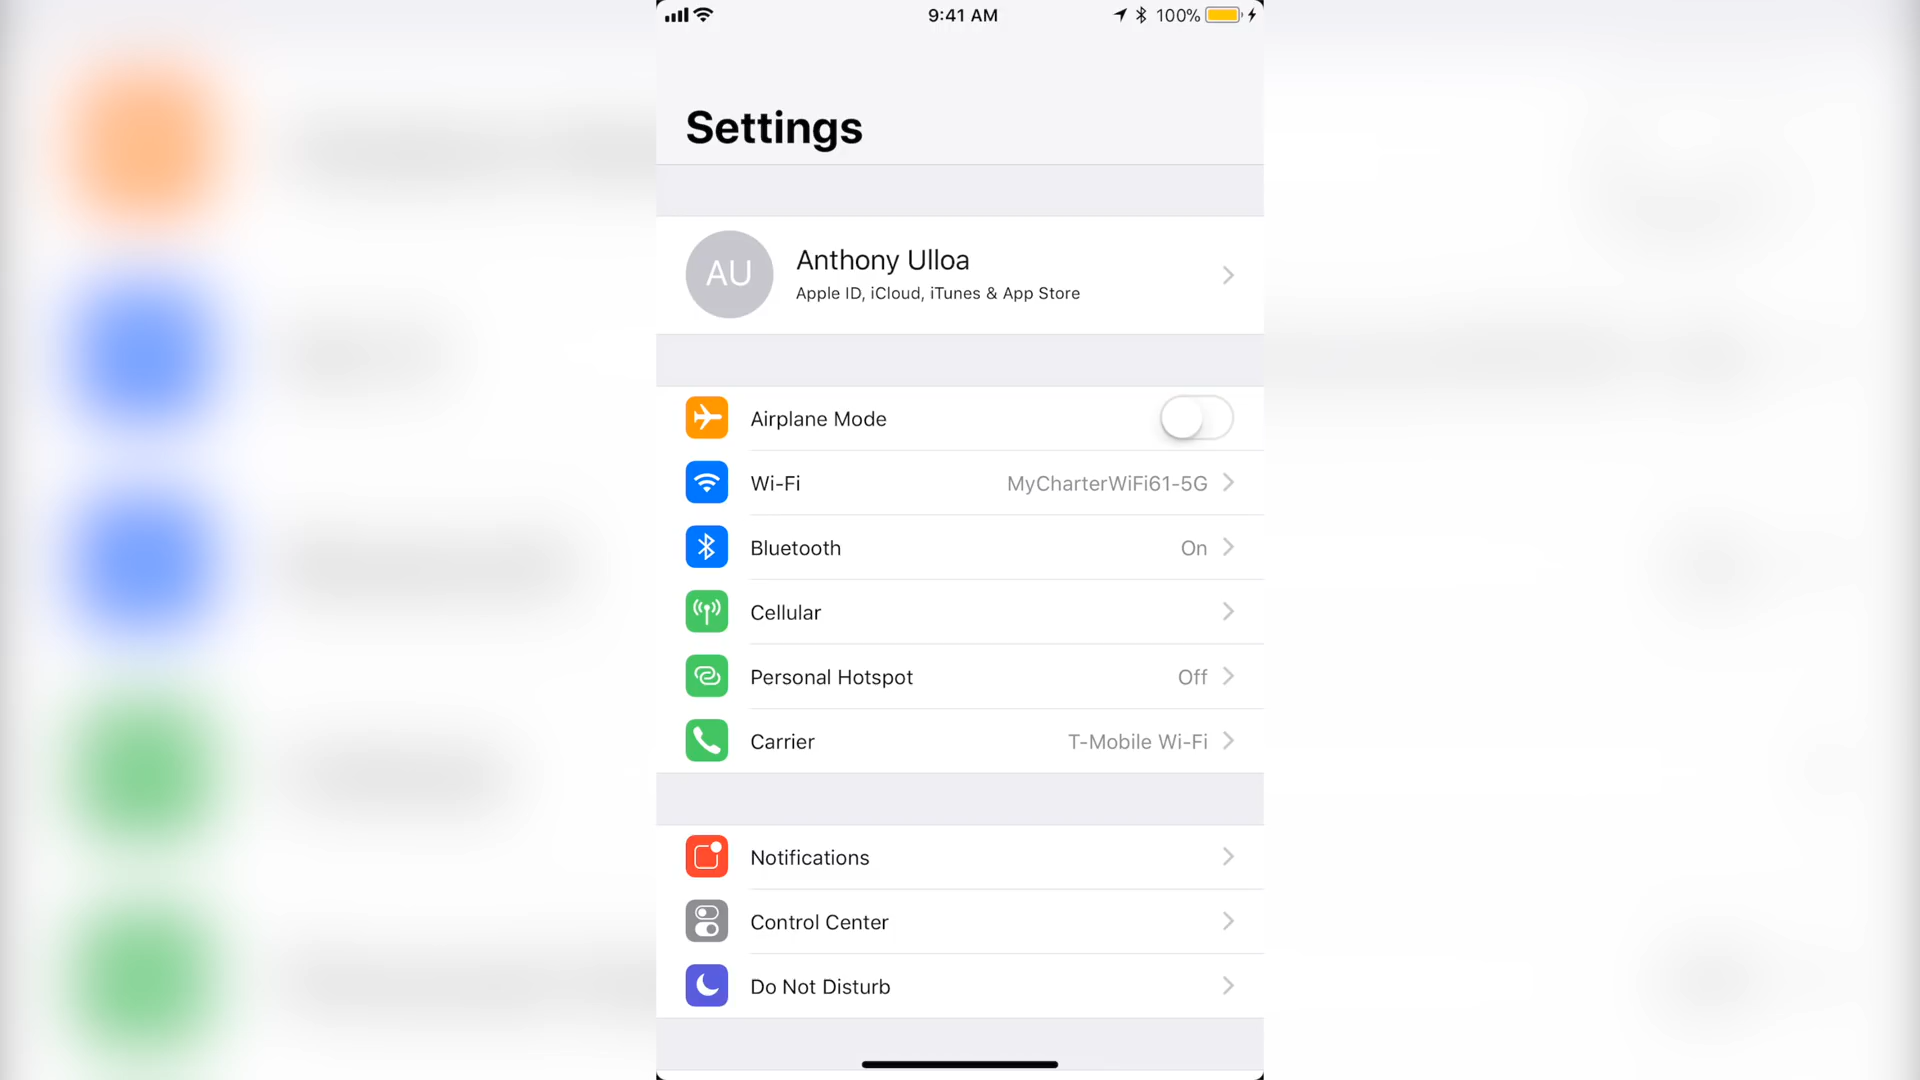 9:41 AM
100%
Settings
AU
Anthony Ulloa
Apple ID, iCloud, iTunes & App Store
Airplane Mode
Wi-Fi MyCharterWiFi61-5G
Bluetooth On
Cellular
Personal Hotspot Off
Carrier T-Mobile Wi-Fi
Notifications
Control Center
Do Not Disturb